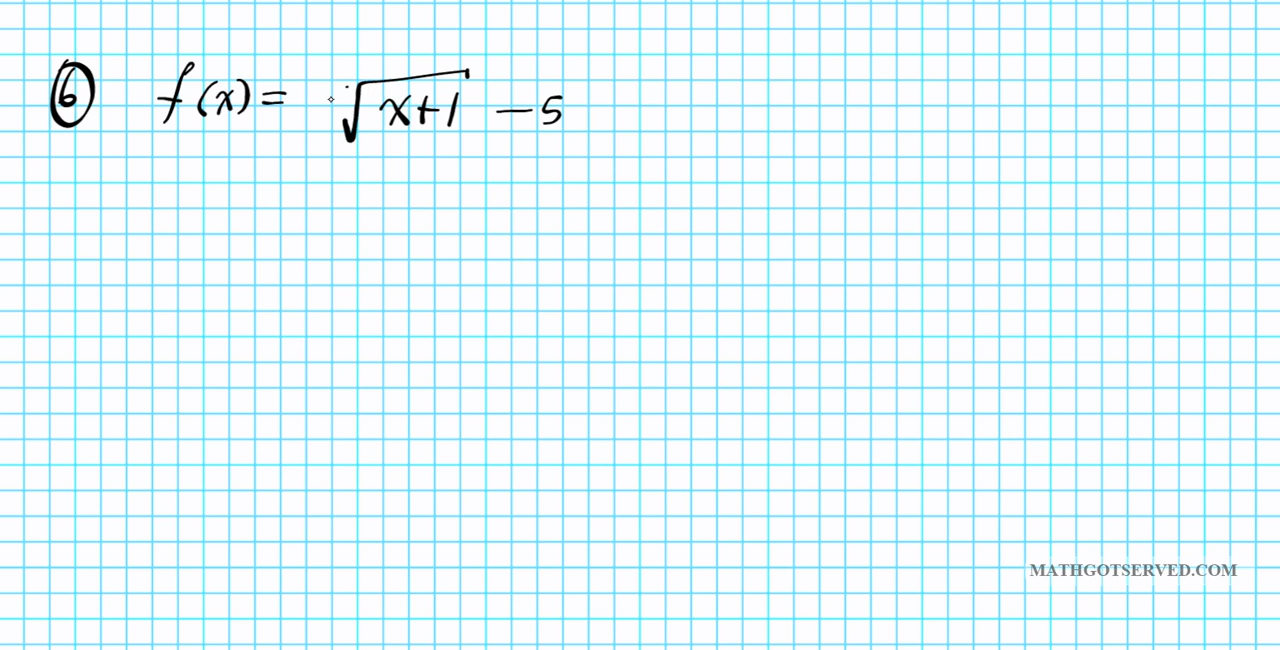 ⑥ f(x) = √(x+1) − 5
MATHGOTSERVED.COM